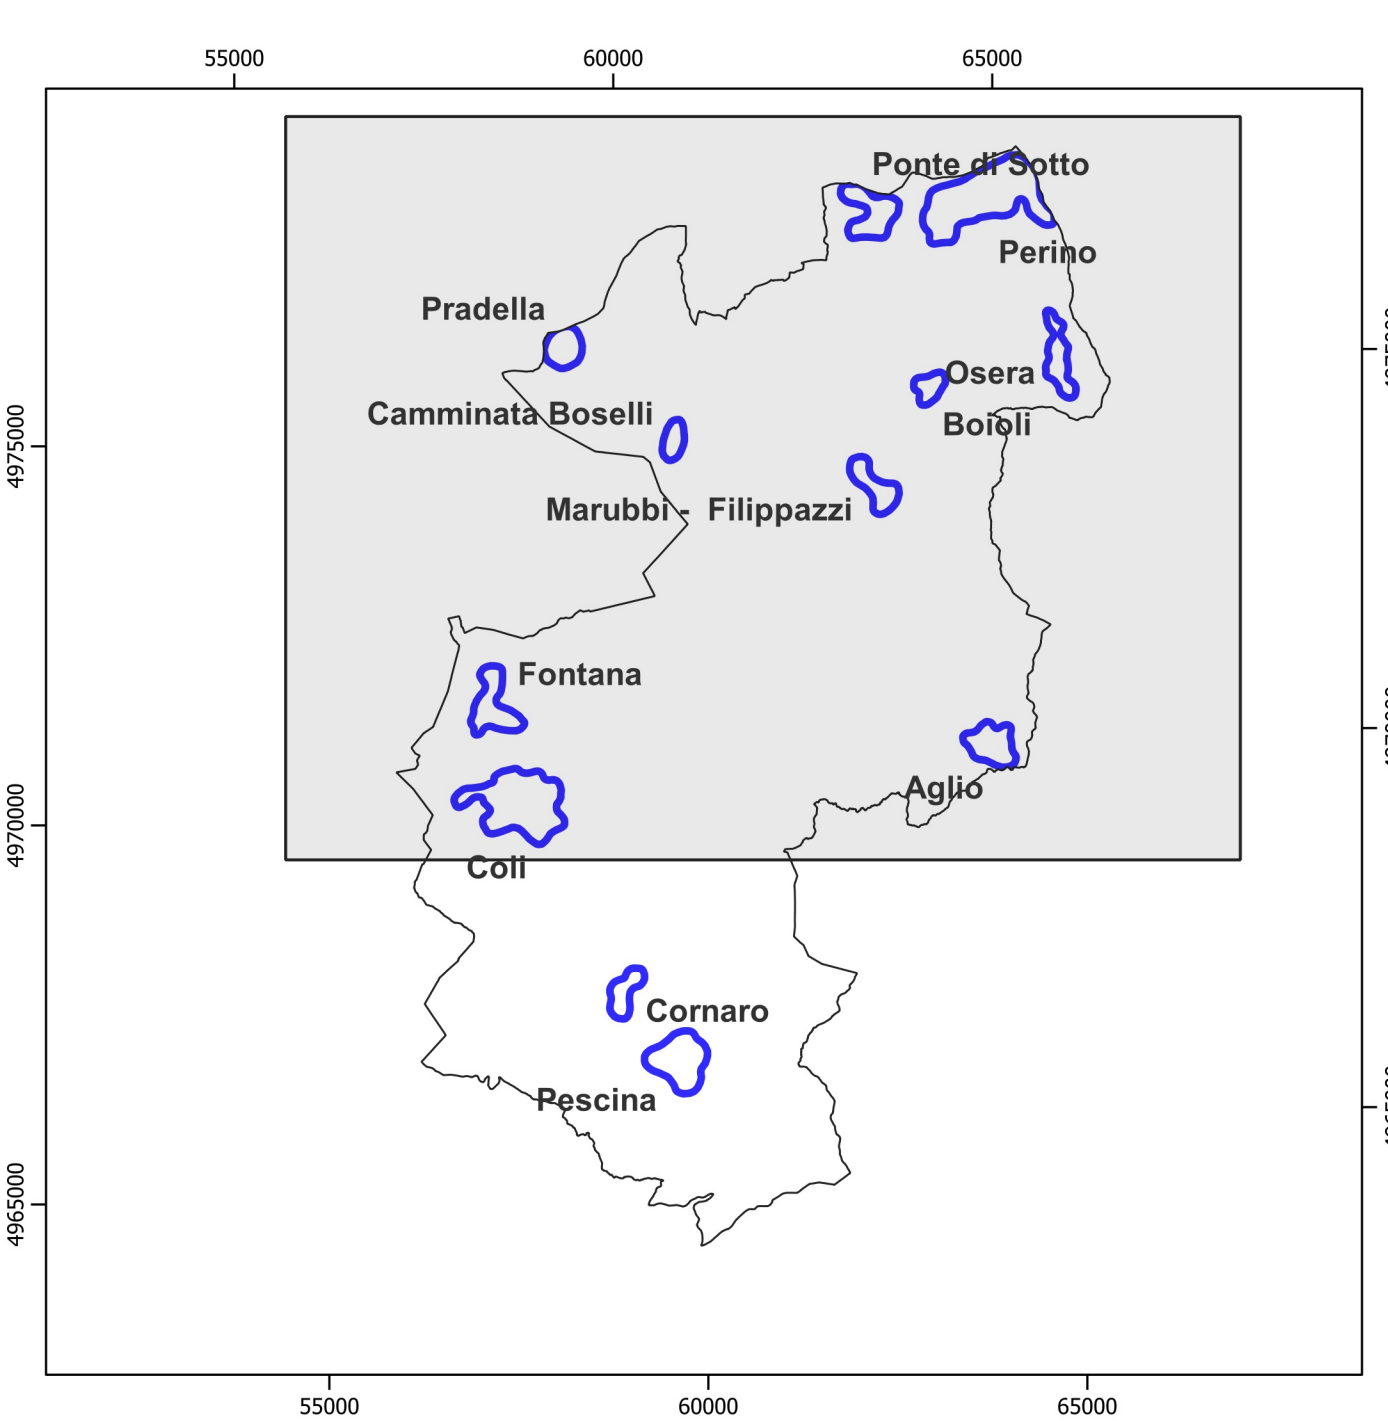 55000 60000 65000
Ponte di Sotto
Perino
Pradella
Osera
Camminata Boselli
Boioli
Marubbi - Filippazzi
4975000
Fontana
Aglio
4970000
Coli
Cornaro
Pescina
4965000
55000 60000 65000